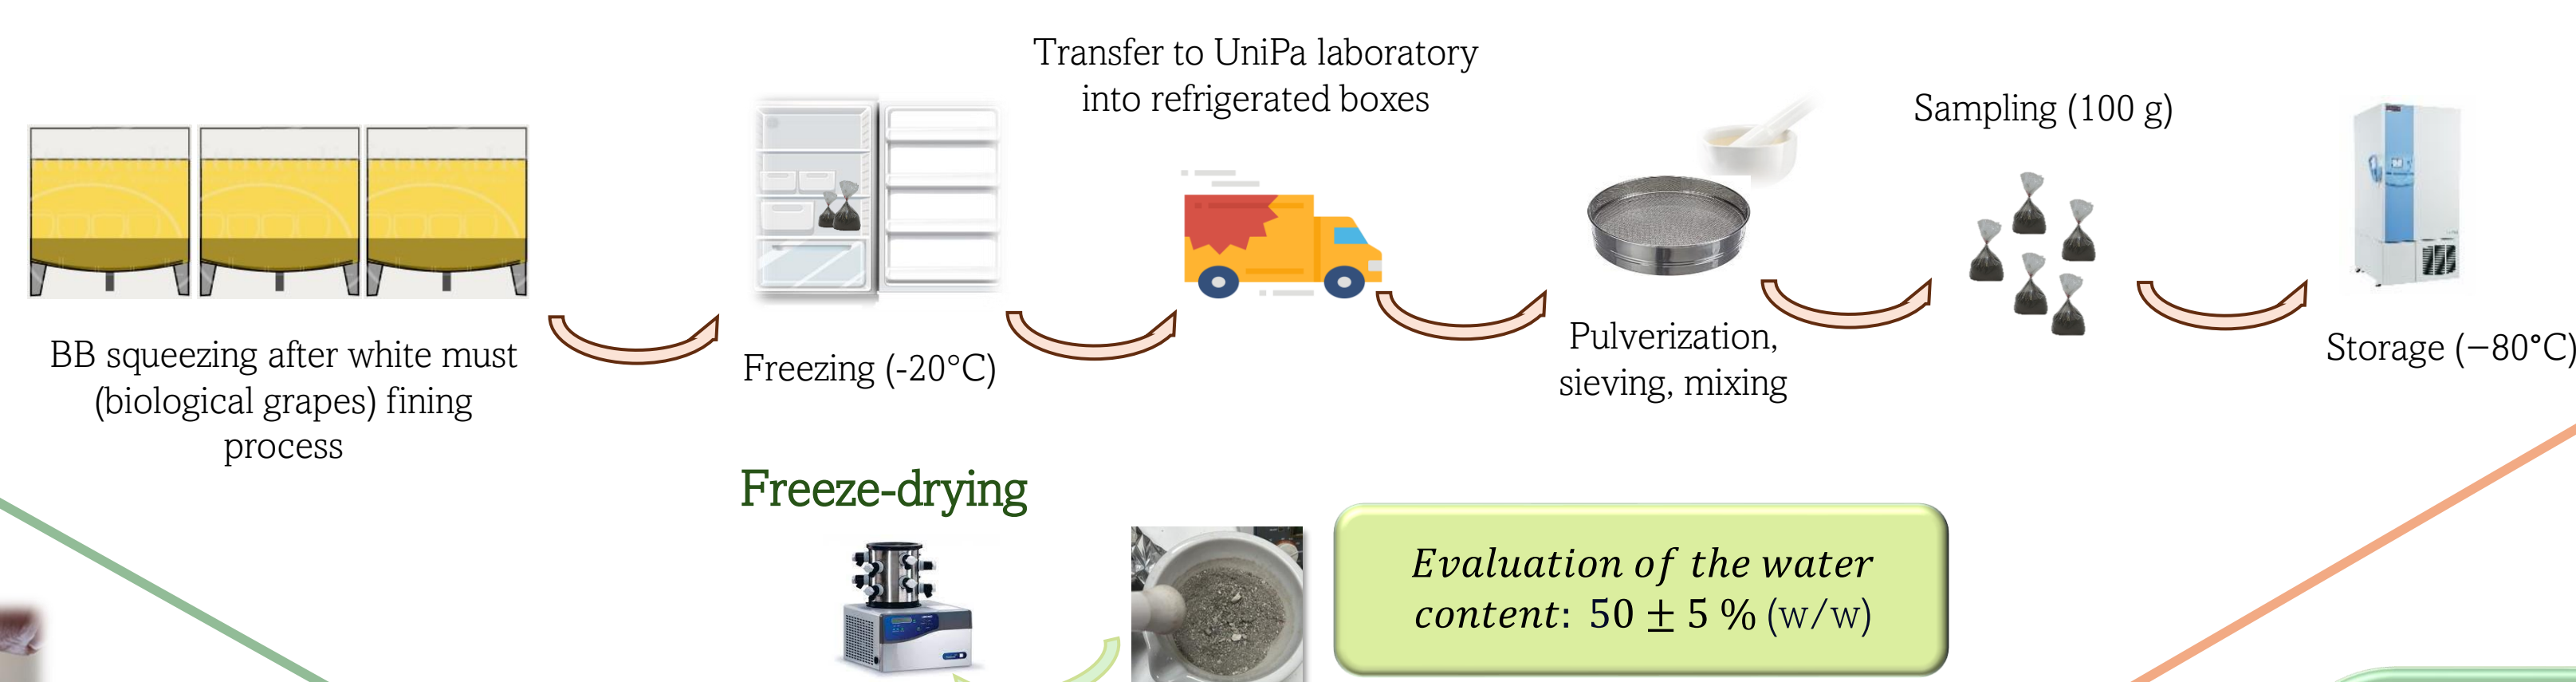 Transfer to UniPa laboratory
into refrigerated boxes
Sampling (100 g)
BB squeezing after white must
(biological grapes) fining
process
Freezing (-20°C)
Pulverization,
sieving, mixing
Storage (−80°C)
Freeze-drying
Evaluation of the water
content: 50 ± 5 % (w/w)